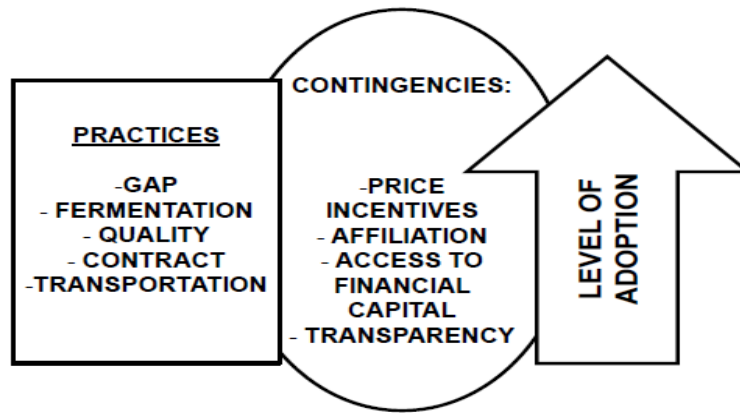 PRACTICES
-GAP
- FERMENTATION
- QUALITY
- CONTRACT
-TRANSPORTATION
CONTINGENCIES:
-PRICE
INCENTIVES
- AFFILIATION
- ACCESS TO
FINANCIAL
CAPITAL
- TRANSPARENCY
LEVEL OF
ADOPTION